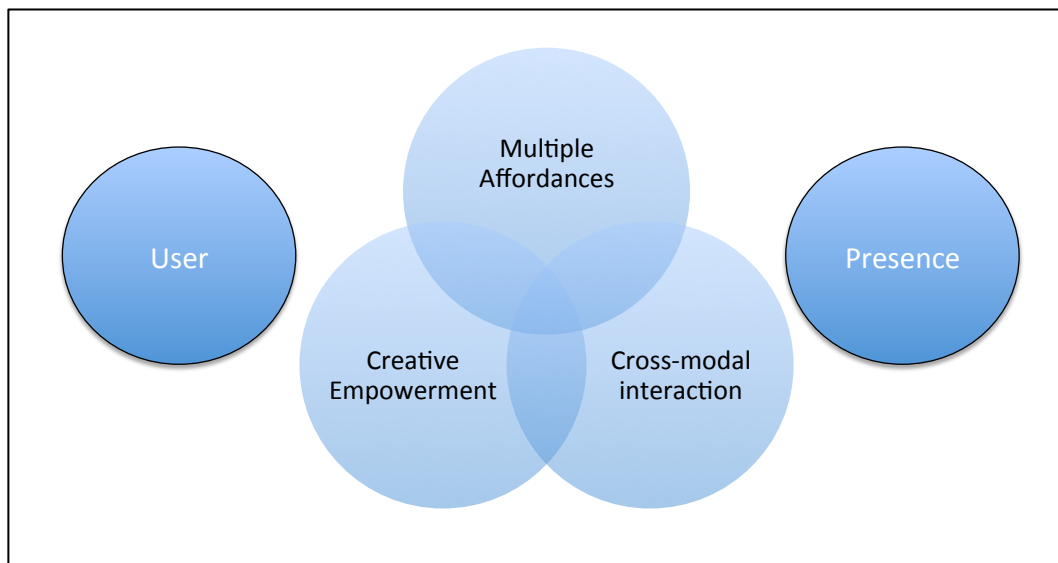 Multiple
Affordances
User
Presence
Creative
Empowerment
Cross-modal
interaction